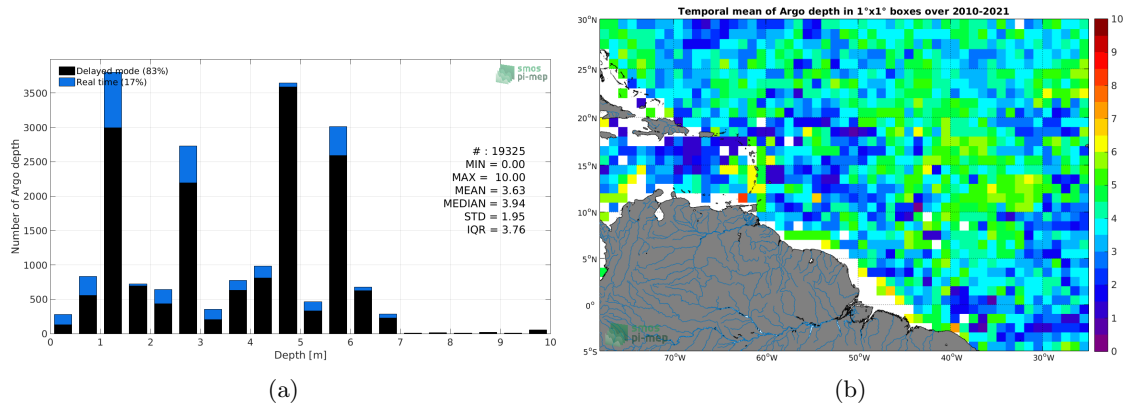 Delayed mode (83%)
Real time (17%)
smos
pi-mep
# : 19325
MIN = 0.00
MAX = 10.00
MEAN = 3.63
MEDIAN = 3.94
STD = 1.95
IQR = 3.76
Number of Argo depth
3500
3000
2500
2000
1500
1000
500
0
0 1 2 3 4 5 6 7 8 9 10
Depth [m]
(a)
Temporal mean of Argo depth in 1°x1° boxes over 2010-2021
30°N
25°N
20°N
15°N
10°N
5°N
0°
5°S
70°W 60°W 50°W 40°W 30°W
smos
pi-mep
10
9
8
7
6
5
4
3
2
1
0
(b)